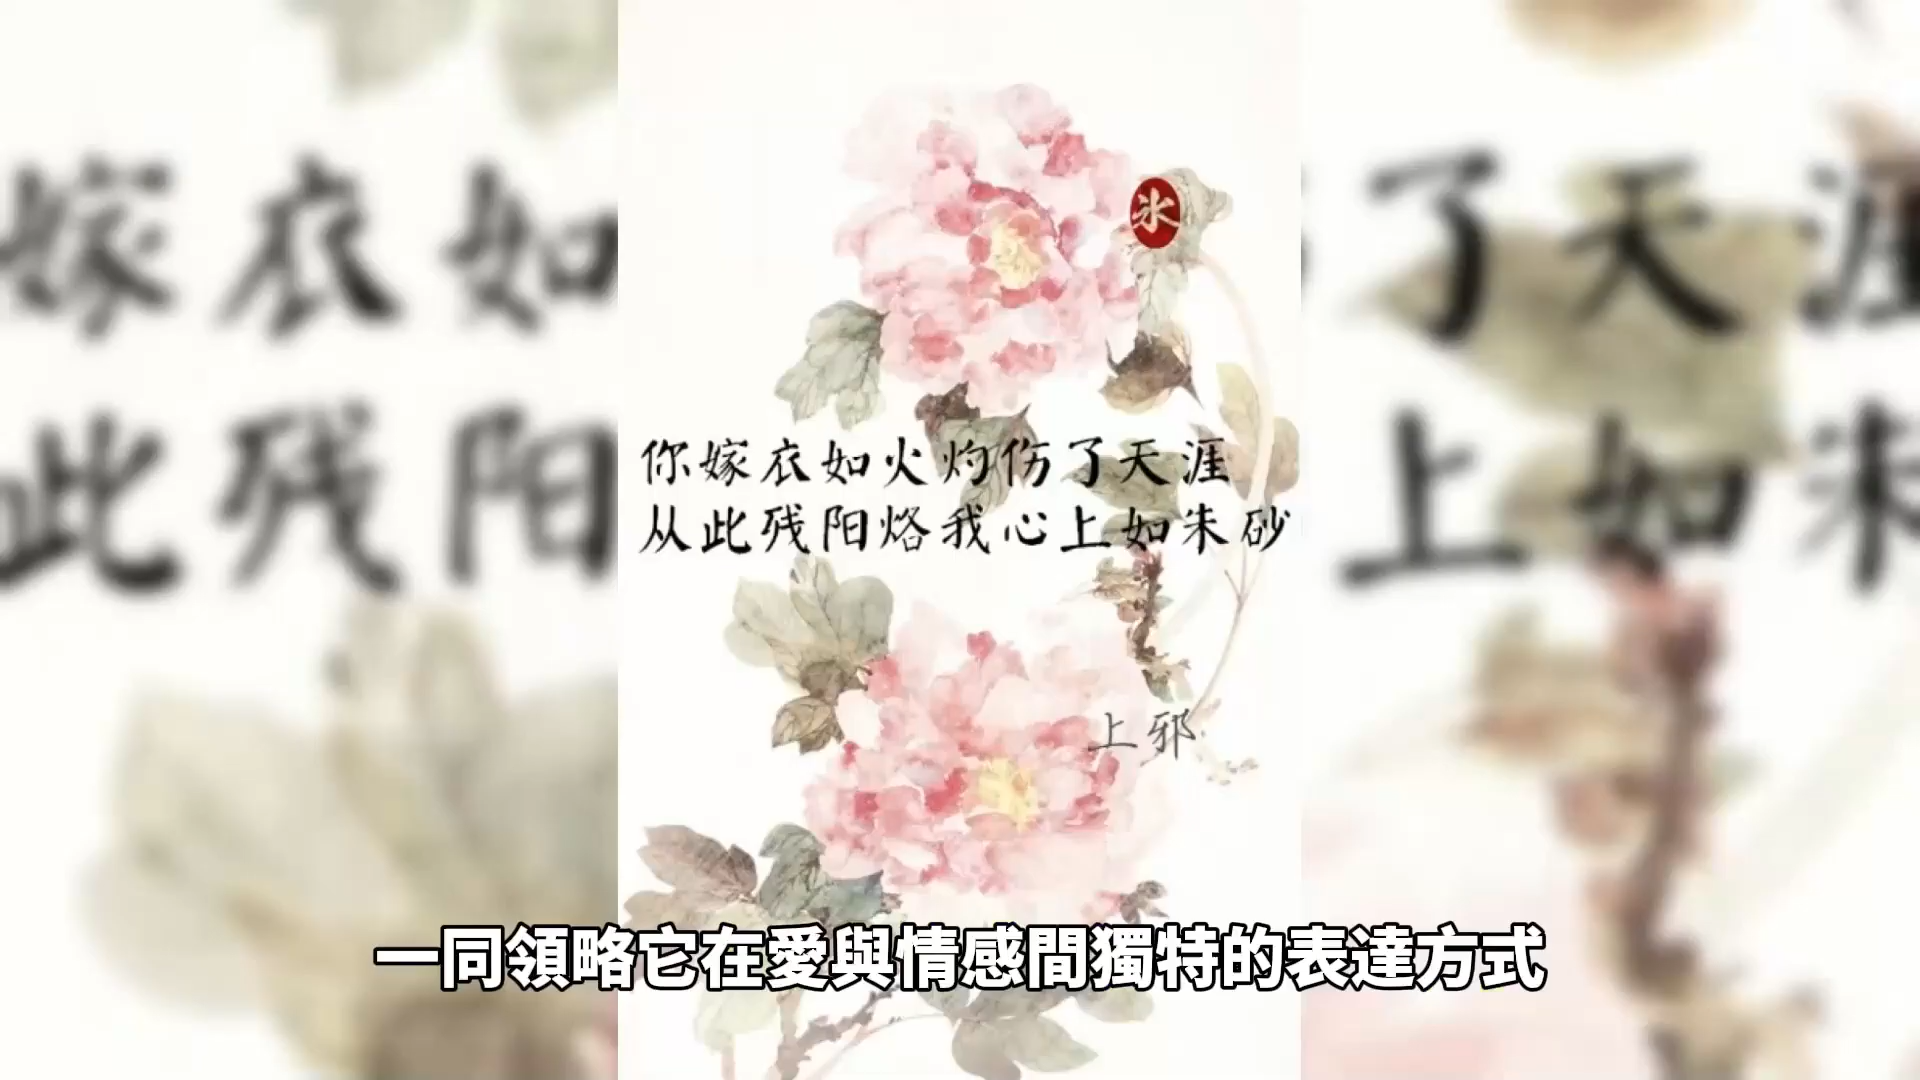 氷
你嫁衣如火灼伤了天涯
从此残阳烙我心上如朱砂
上邪
一同領略它在愛與情感間獨特的表達方式